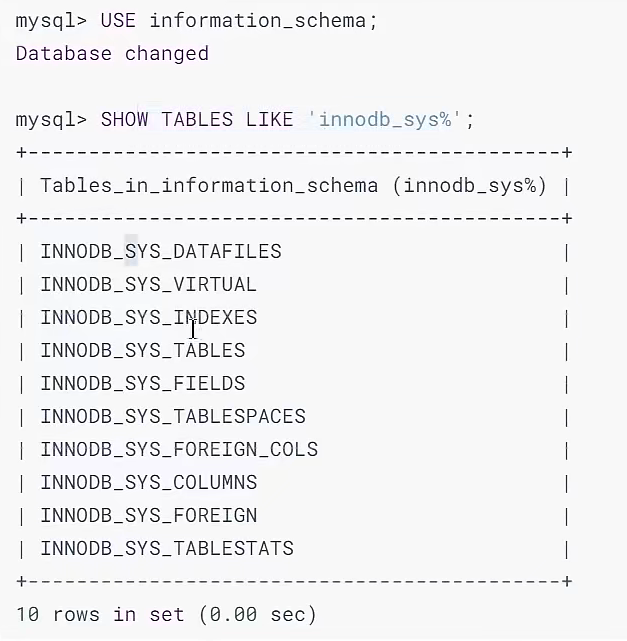 mysql> USE information_schema;
Database changed
mysql> SHOW TABLES LIKE 'innodb_sys%';
+--------------------------------------------+
| Tables_in_information_schema (innodb_sys%) |
+--------------------------------------------+
| INNODB_SYS_DATAFILES                       |
| INNODB_SYS_VIRTUAL                         |
| INNODB_SYS_INDEXES                         |
| INNODB_SYS_TABLES                          |
| INNODB_SYS_FIELDS                          |
| INNODB_SYS_TABLESPACES                     |
| INNODB_SYS_FOREIGN_COLS                    |
| INNODB_SYS_COLUMNS                         |
| INNODB_SYS_FOREIGN                         |
| INNODB_SYS_TABLESTATS                      |
+--------------------------------------------+
10 rows in set (0.00 sec)